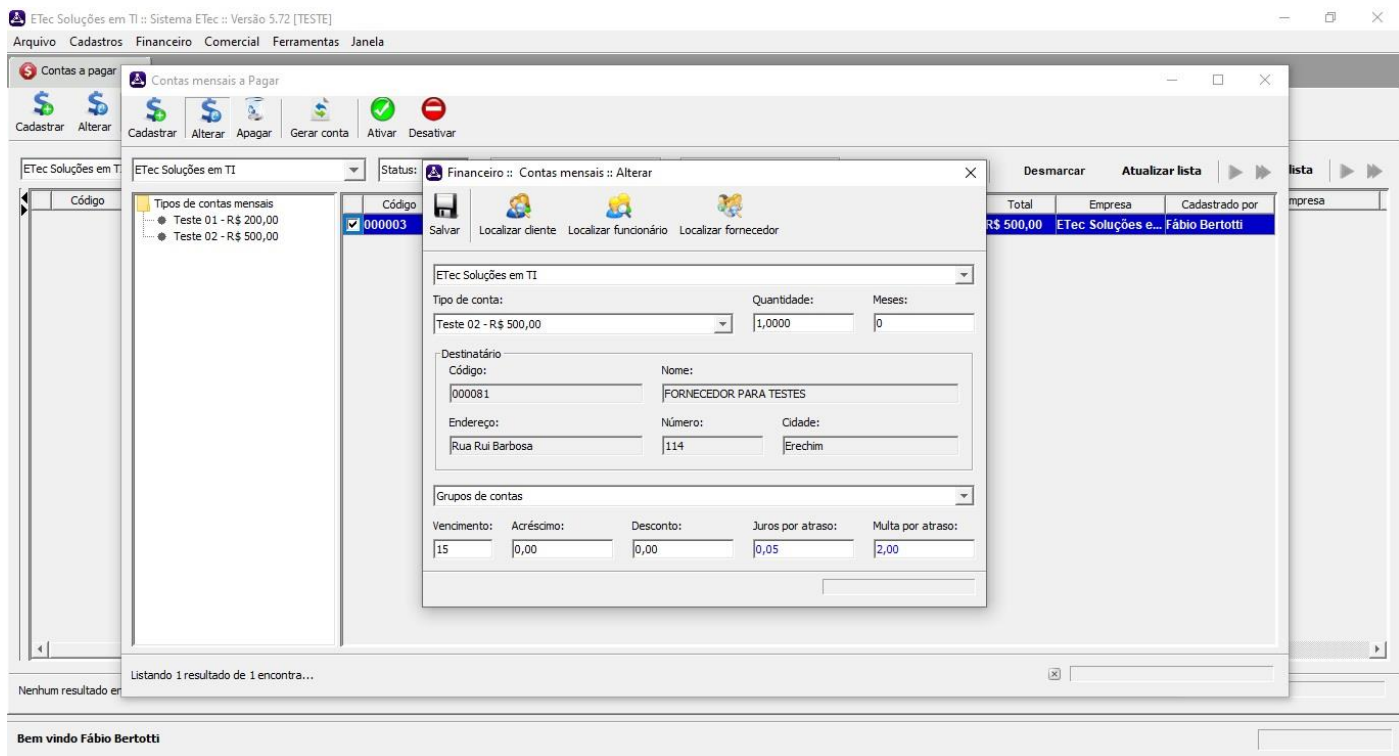 ETec Soluções em TI :: Sistema ETec :: Versão 5.72 [TESTE]
Arquivo Cadastros Financeiro Comercial Ferramentas Janela
Contas a pagar
Cadastrar Alterar
ETec Soluções em T
Código
Contas mensais a Pagar
Cadastrar Alterar Apagar Gerar conta Ativar Desativar
ETec Soluções em TI
Status:
Desmarcar Atualizar lista
lista
Tipos de contas mensais
Teste 01 - R$ 200,00
Teste 02 - R$ 500,00
Código
Total Empresa Cadastrado por
mpresa
000003
R$ 500,00 ETec Soluções e... Fábio Bertotti
Financeiro :: Contas mensais :: Alterar
Salvar Localizar cliente Localizar funcionário Localizar fornecedor
ETec Soluções em TI
Tipo de conta: Quantidade: Meses:
Teste 02 - R$ 500,00 1,0000 0
Destinatário
Código: Nome:
000081 FORNECEDOR PARA TESTES
Endereço: Número: Cidade:
Rua Rui Barbosa 114 Erechim
Grupos de contas
Vencimento: Acréscimo: Desconto: Juros por atraso: Multa por atraso:
15 0,00 0,00 0,05 2,00
Listando 1 resultado de 1 encontra...
Nenhum resultado en
Bem vindo Fábio Bertotti